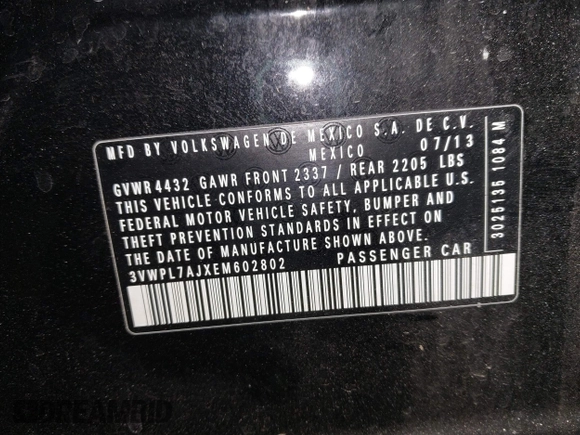 MFD BY VOLKSWAGEN DE MEXICO S.A. DE C.V.
MEXICO 07/13
GVWR 4432 GAWR FRONT 2337 / REAR 2205 LBS
THIS VEHICLE CONFORMS TO ALL APPLICABLE U.S.
FEDERAL MOTOR VEHICLE SAFETY, BUMPER AND
THEFT PREVENTION STANDARDS IN EFFECT ON
THE DATE OF MANUFACTURE SHOWN ABOVE.
3VWPL7AJXEM602802 PASSENGER CAR
3025135 1084 M
DREAMBID